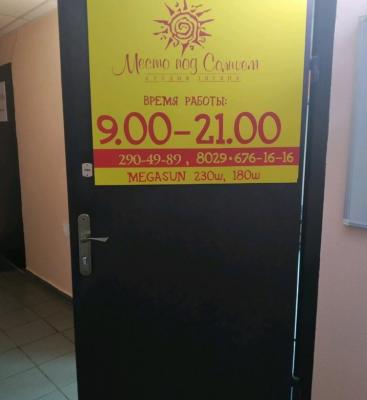 Место под Солнцем
СТУДИЯ ЗАГАРА
ВРЕМЯ РАБОТЫ:
9.00-21.00
290-49-89, 8029•676-16-16
MEGASUN 230ш, 180ш